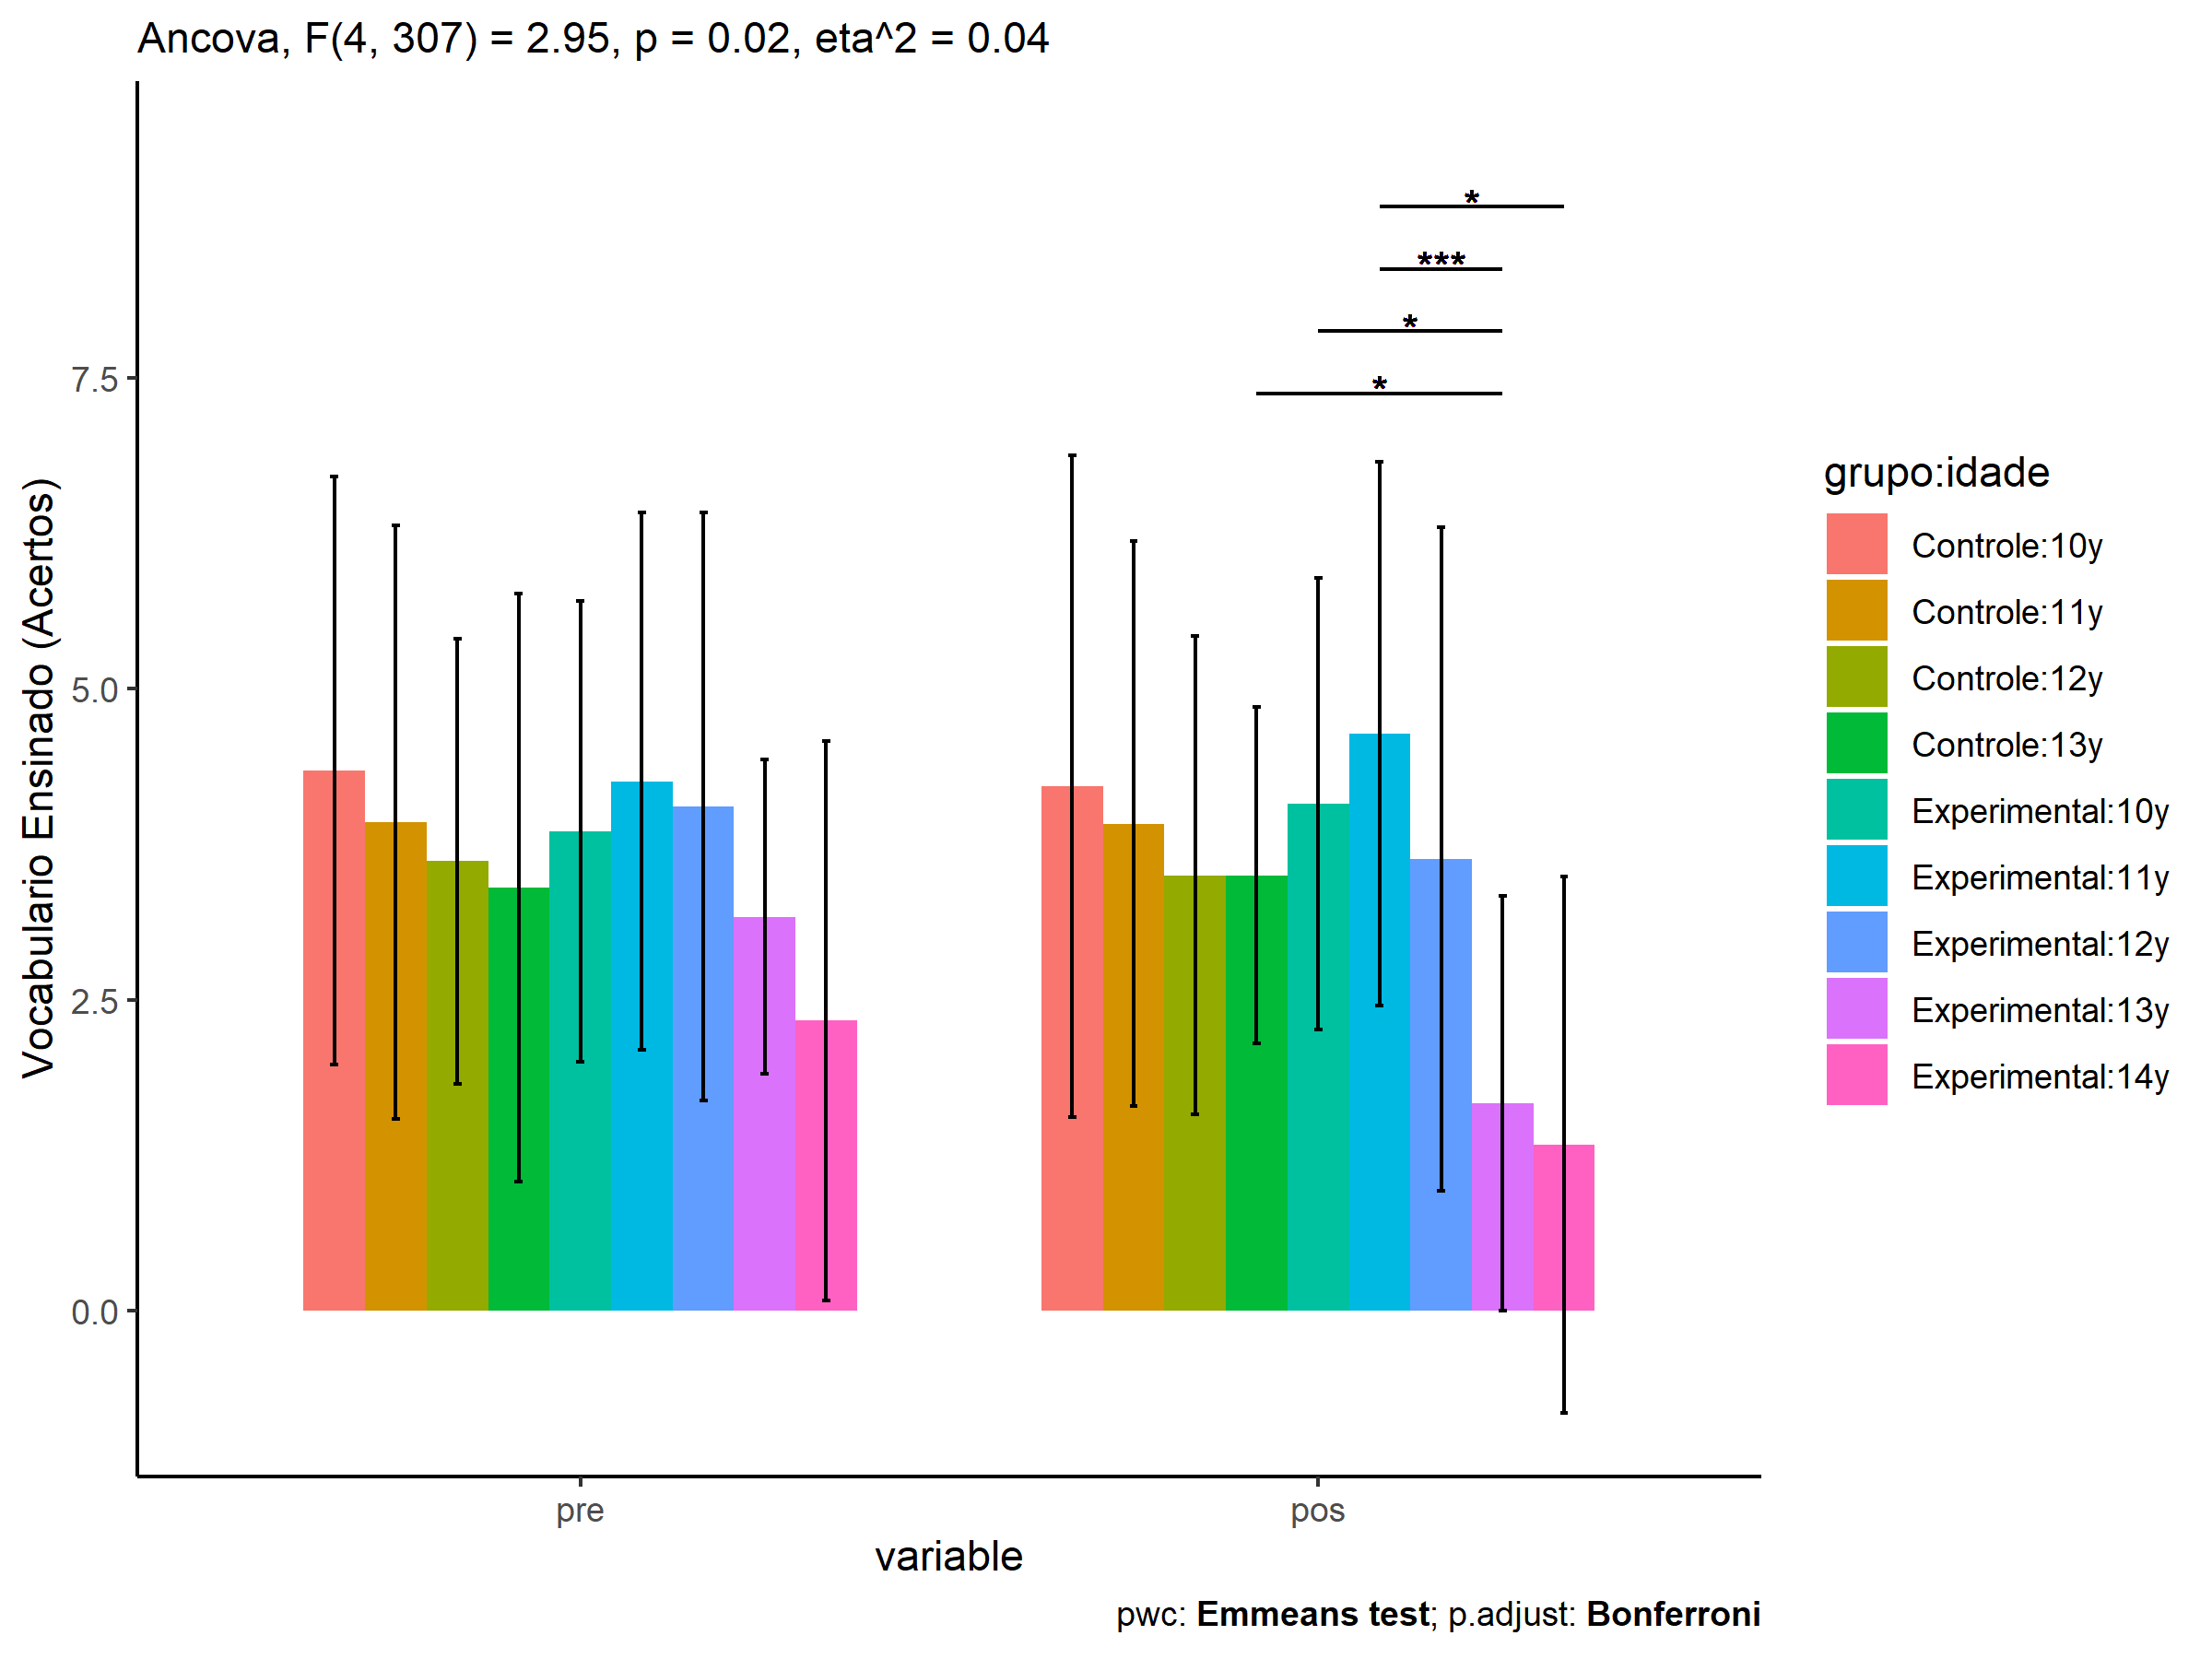 Ancova, F(4, 307) = 2.95, p = 0.02, eta^2 = 0.04
*
***
*
*
7.5
5.0
2.5
0.0
Vocabulario Ensinado (Acertos)
pre
pos
variable
pwc: Emmeans test; p.adjust: Bonferroni
grupo:idade
Controle:10y
Controle:11y
Controle:12y
Controle:13y
Experimental:10y
Experimental:11y
Experimental:12y
Experimental:13y
Experimental:14y